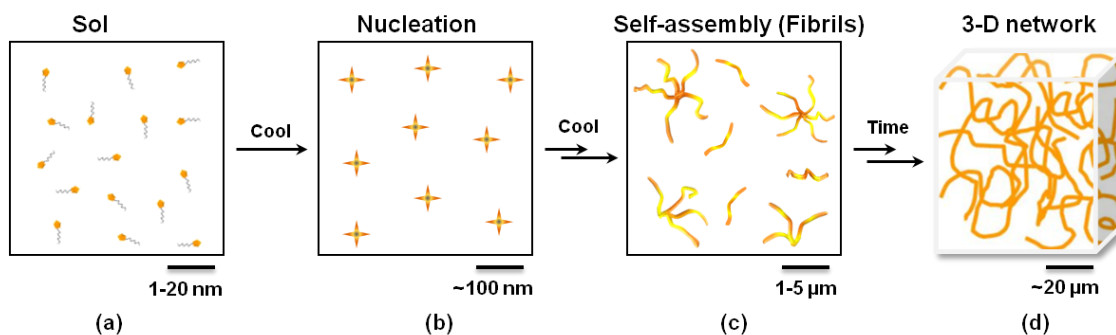 Sol
Nucleation
Self-assembly (Fibrils)
3-D network
Cool
Cool
Time
1-20 nm
~100 nm
1-5 μm
~20 μm
(a)
(b)
(c)
(d)